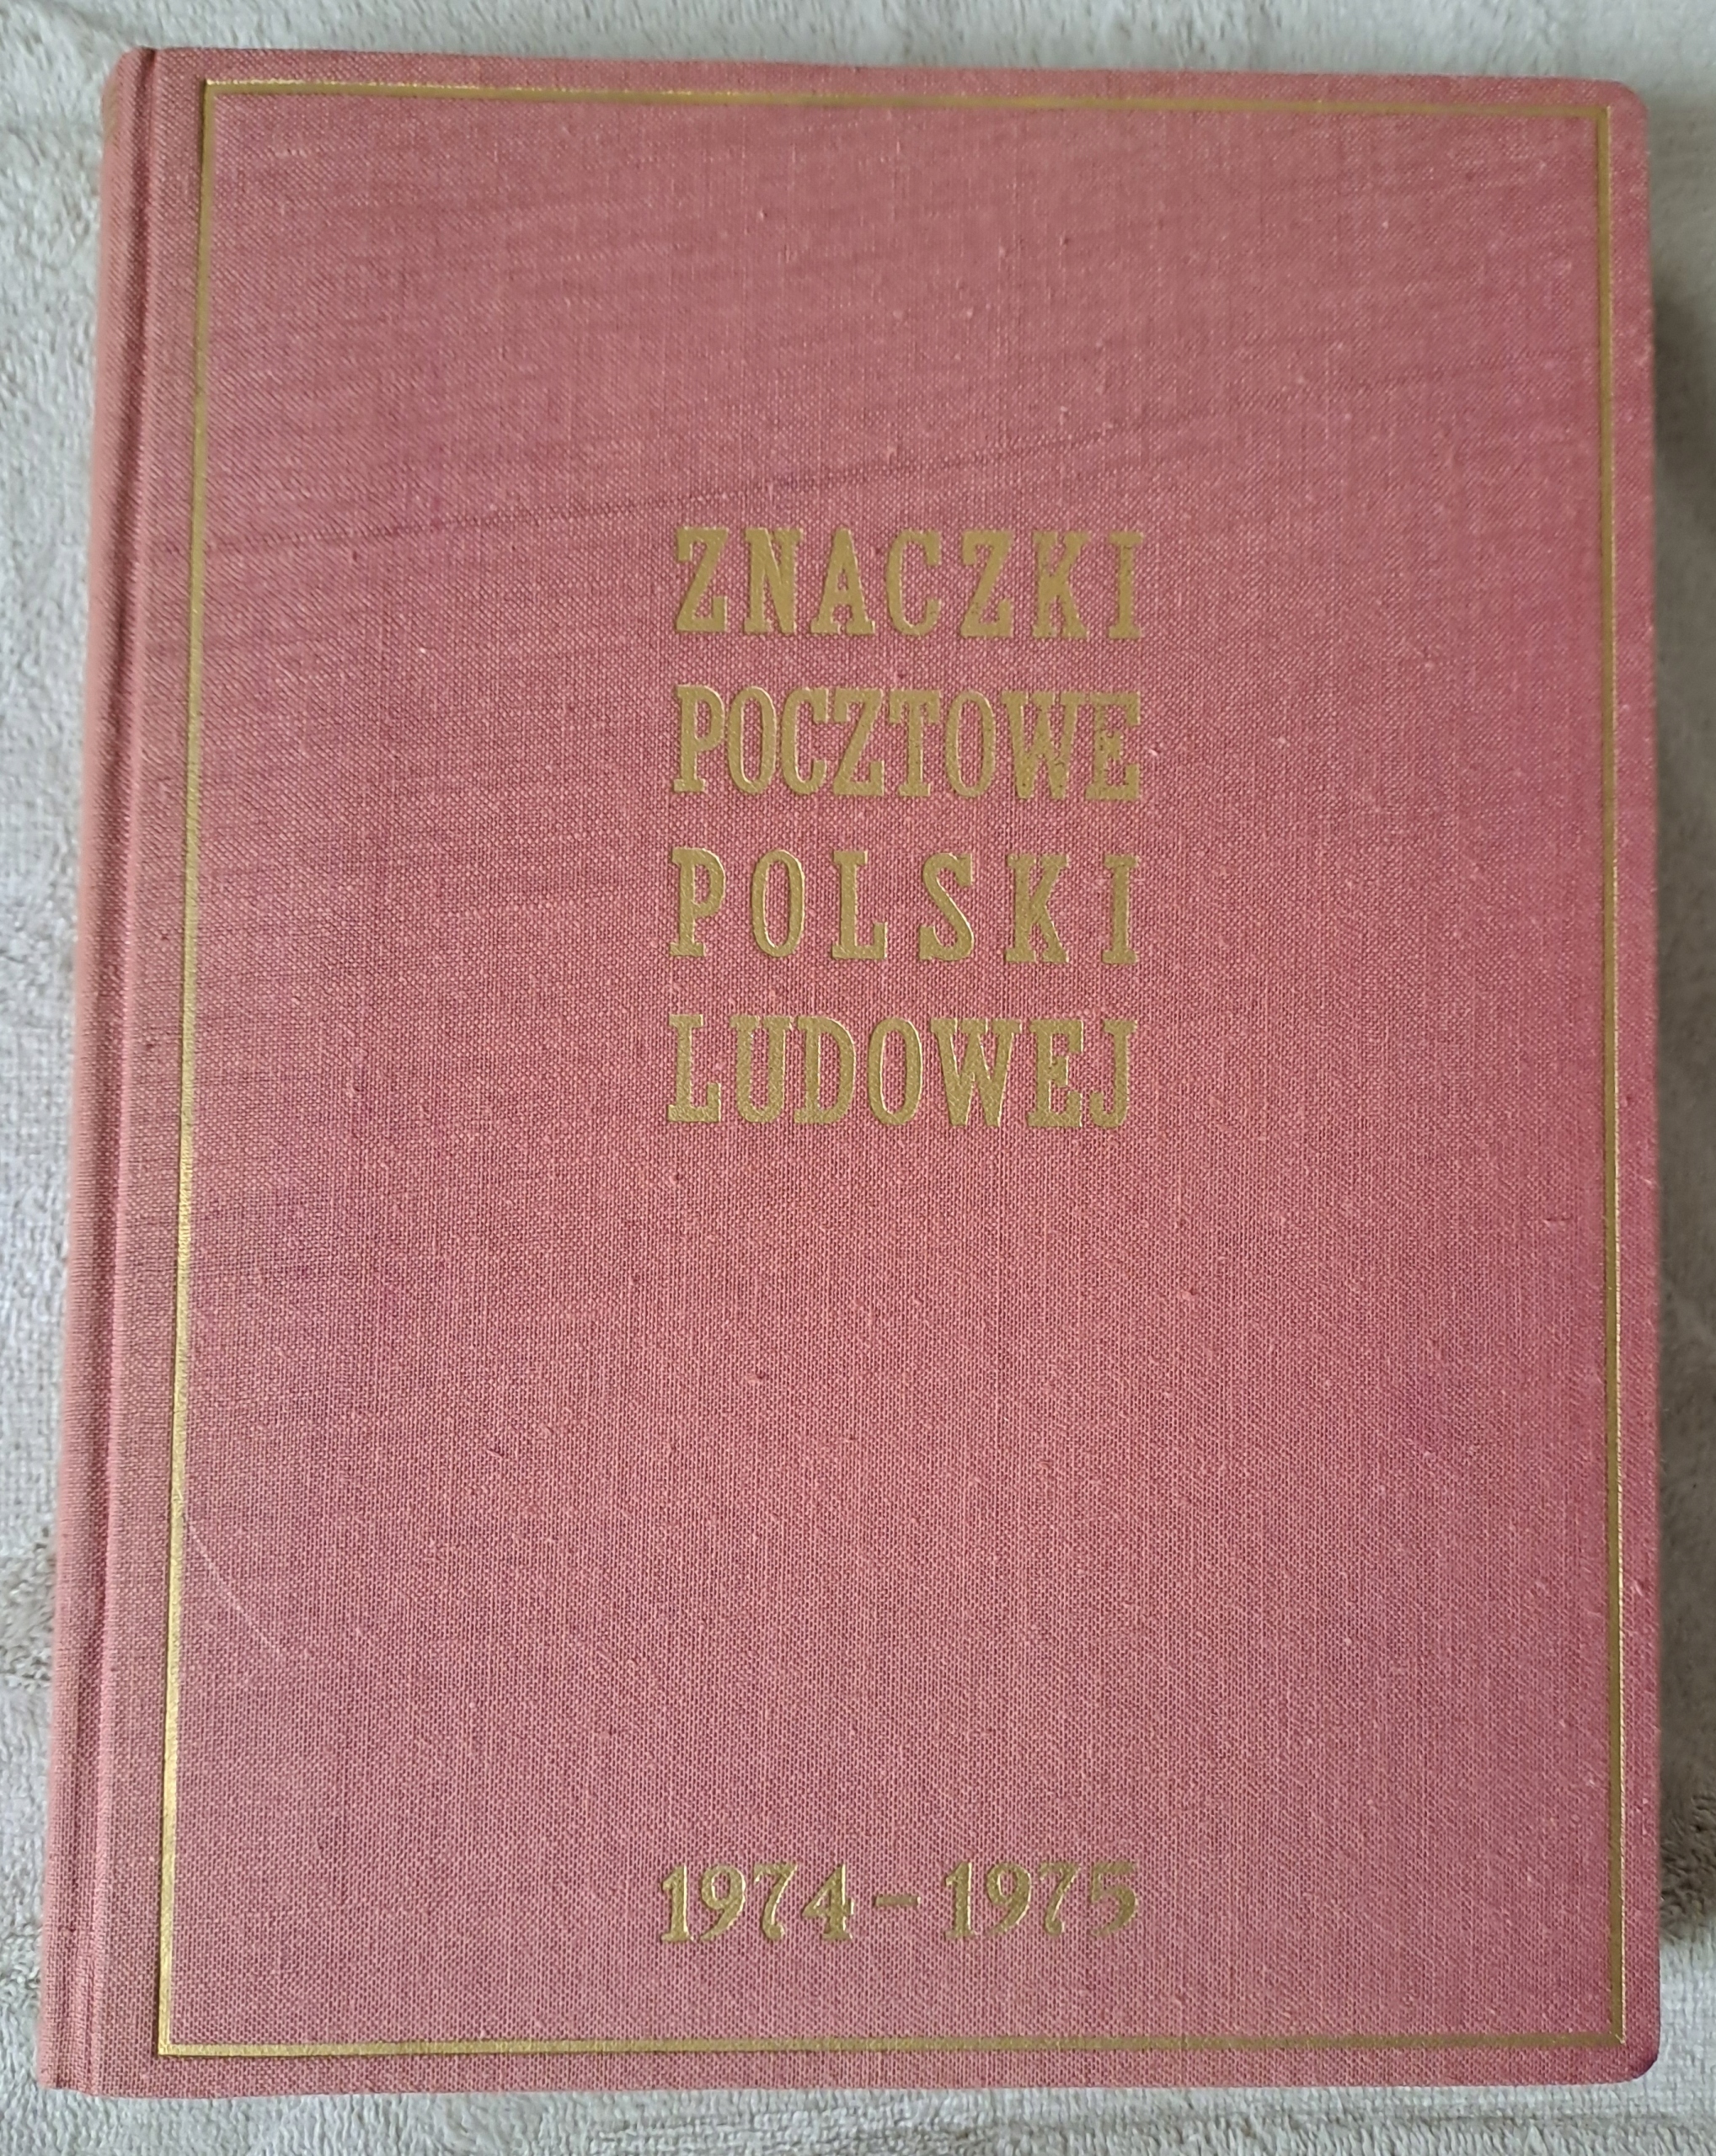 ZNACZKI
POCZTOWE
POLSKI
LUDOWEJ
1974-1975